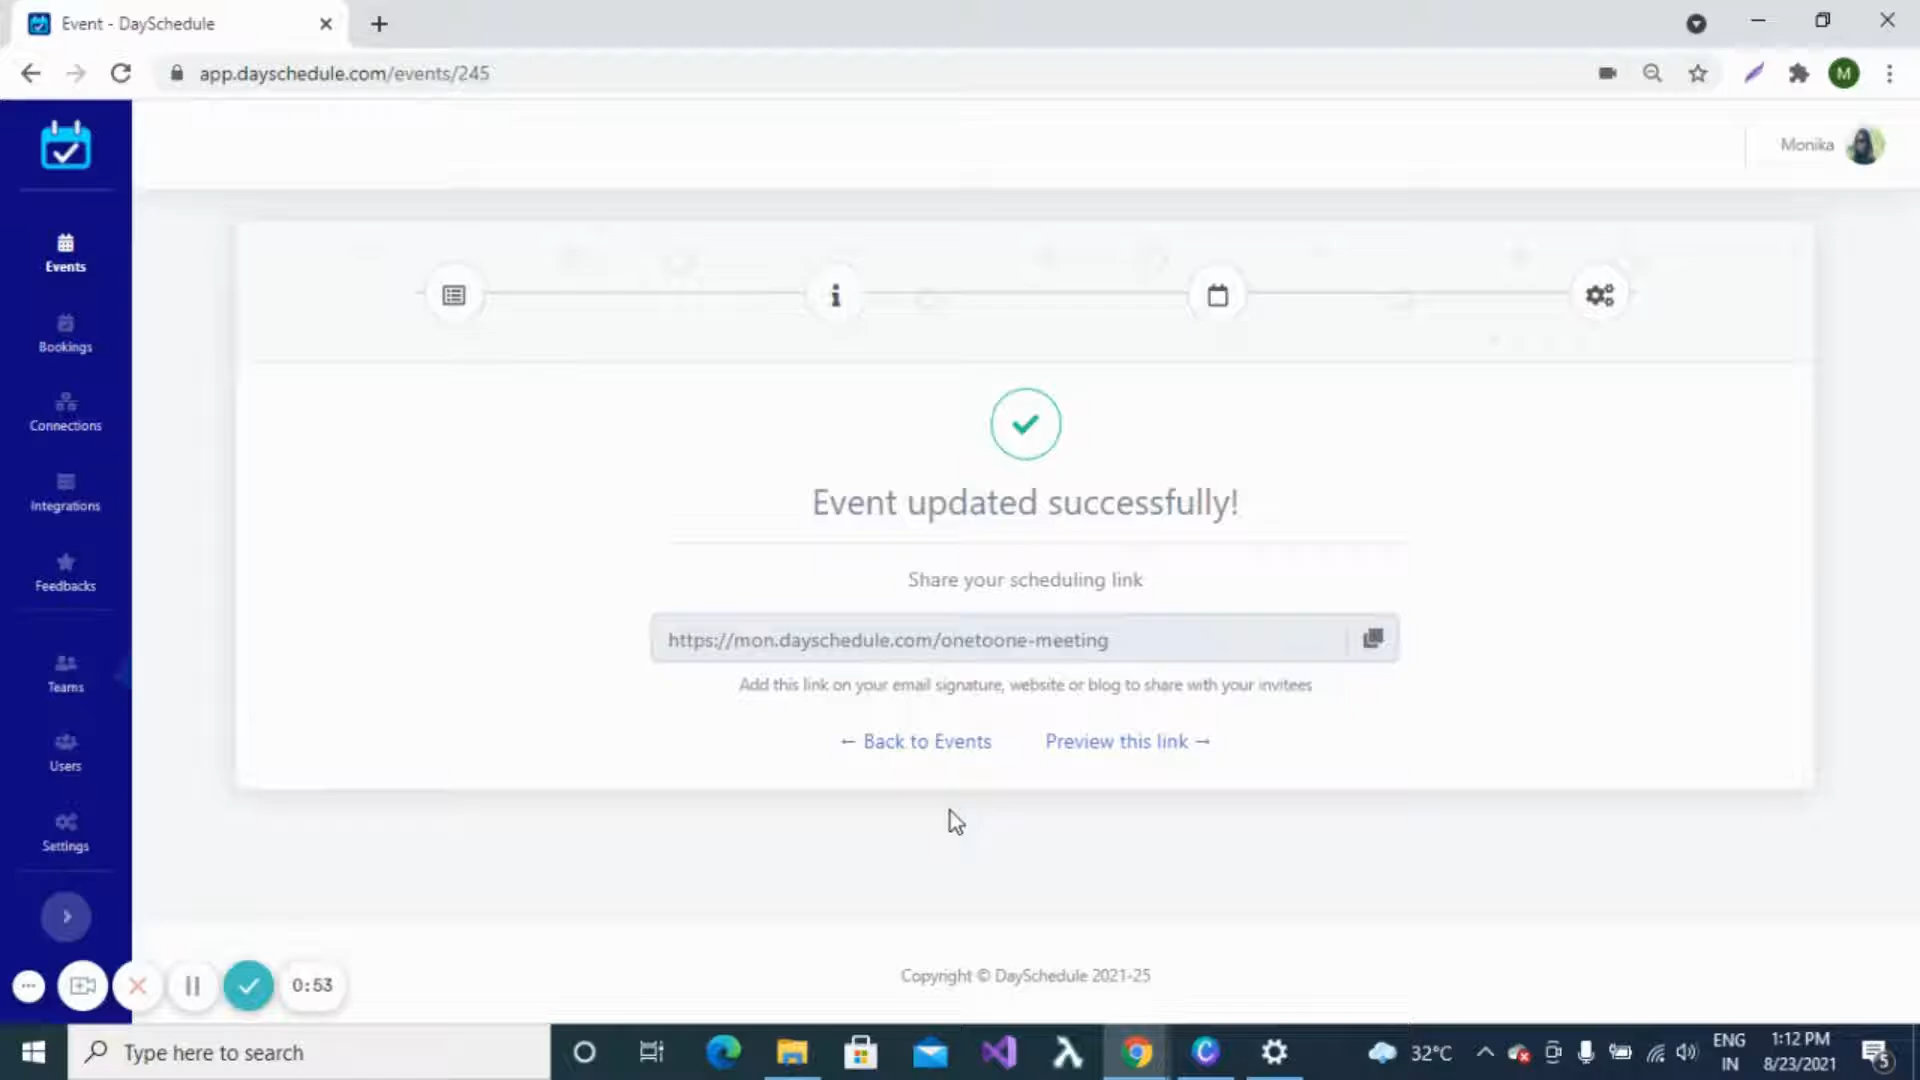 Event - DaySchedule
app.dayschedule.com/events/245
M
Monika
Events
Bookings
Connections
Integrations
Feedbacks
Teams
Users
Settings
Event updated successfully!
Share your scheduling link
https://mon.dayschedule.com/onetoone-meeting
Add this link on your email signature, website or blog to share with your invitees
← Back to Events
Preview this link →
0:53
Copyright © DaySchedule 2021-25
Type here to search
32°C
ENG
IN
1:12 PM
8/23/2021
5